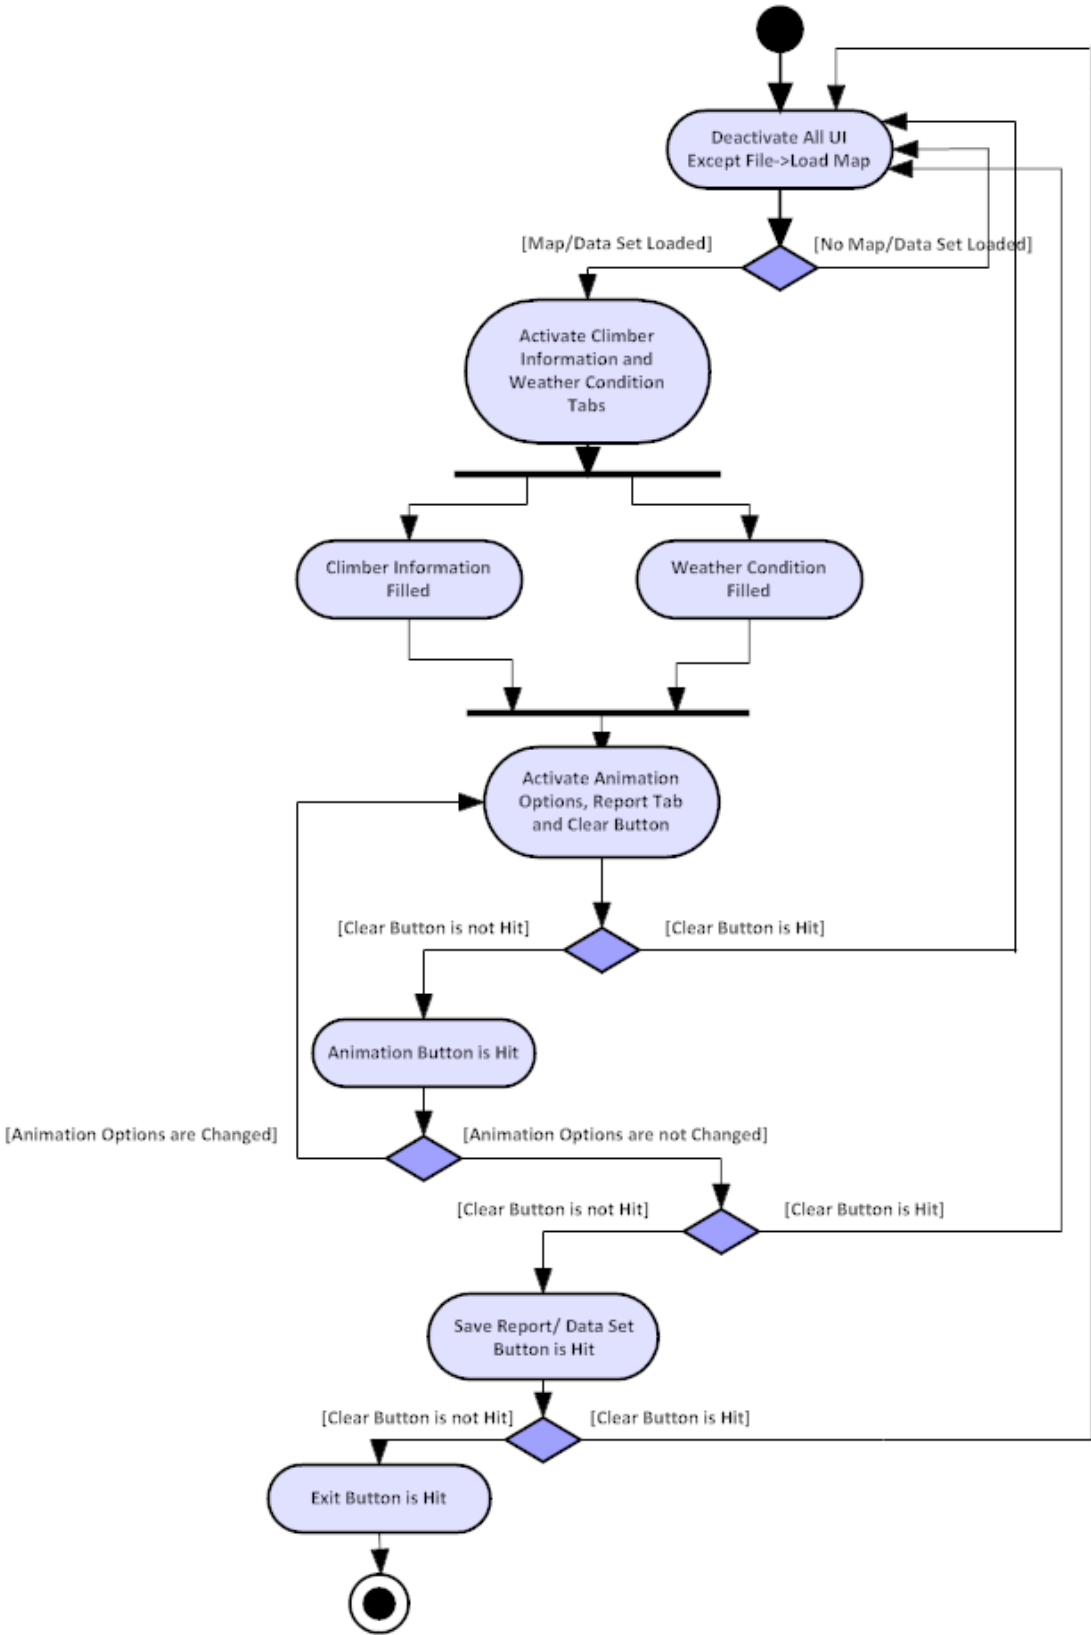 Deactivate All UI
Except File->Load Map
[Map/Data Set Loaded]
[No Map/Data Set Loaded]
Activate Climber
Information and
Weather Condition
Tabs
Climber Information
Filled
Weather Condition
Filled
Activate Animation
Options, Report Tab
and Clear Button
[Clear Button is not Hit]
[Clear Button is Hit]
Animation Button is Hit
[Animation Options are Changed]
[Animation Options are not Changed]
[Clear Button is not Hit]
[Clear Button is Hit]
Save Report/ Data Set
Button is Hit
[Clear Button is not Hit]
[Clear Button is Hit]
Exit Button is Hit